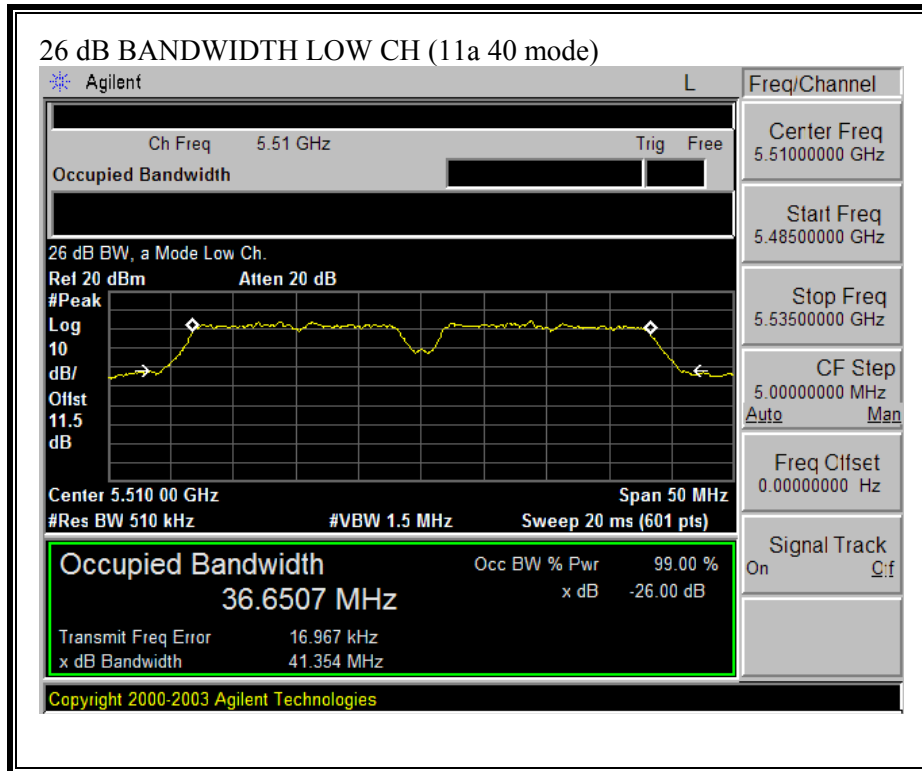 26 dB BANDWIDTH LOW CH (11a 40 mode)
Agilent L Freq/Channel
Ch Freq 5.51 GHz Trig Free
Occupied Bandwidth
Center Freq
5.51000000 GHz
Start Freq
5.48500000 GHz
Stop Freq
5.53500000 GHz
CF Step
5.00000000 MHz
Auto Man
Freq Offset
0.00000000 Hz
Signal Track
On Off
26 dB BW, a Mode Low Ch.
Ref 20 dBm Atten 20 dB
#Peak
Log
10
dB/
Offst
11.5
dB
Center 5.510 00 GHz Span 50 MHz
#Res BW 510 kHz #VBW 1.5 MHz Sweep 20 ms (601 pts)
Occupied Bandwidth Occ BW % Pwr 99.00 %
36.6507 MHz x dB -26.00 dB
Transmit Freq Error 16.967 kHz
x dB Bandwidth 41.354 MHz
Copyright 2000-2003 Agilent Technologies